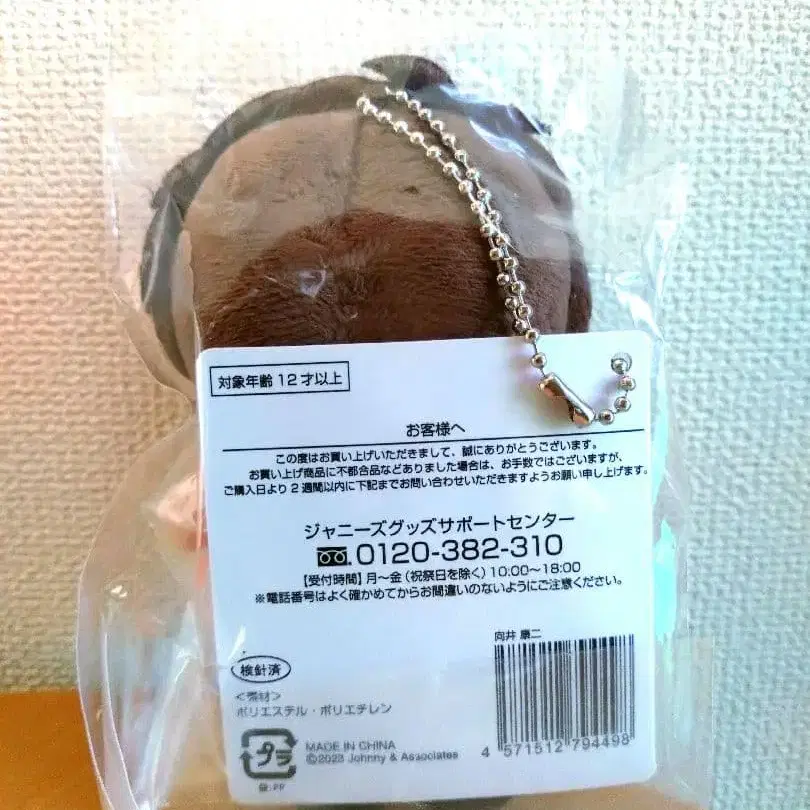 対象年齢12才以上
お客様へ
この度はお買い上げいただきまして、誠にありがとうございます。
お買い上げ商品に不都合品などありました場合は、お手数ではございますが、
ご購入日より2週間以内に下記までお問い合わせいただきますようお願い申し上げます。
ジャニーズグッズサポートセンター
0120-382-310
【受付時間】月〜金（祝祭日を除く）10:00〜18:00
※電話番号はよく確かめてからお間違いのないようにご注意ください。
向井 康二
検針済
＜素材＞
ポリエステル・ポリエチレン
プラ
袋:PP
MADE IN CHINA
©2023 Johnny & Associates
4 571512 794498